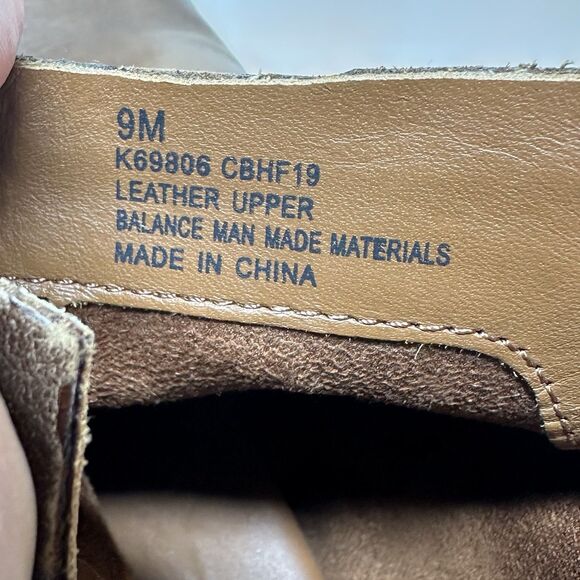 9M
K69806 CBHF19
LEATHER UPPER
BALANCE MAN MADE MATERIALS
MADE IN CHINA